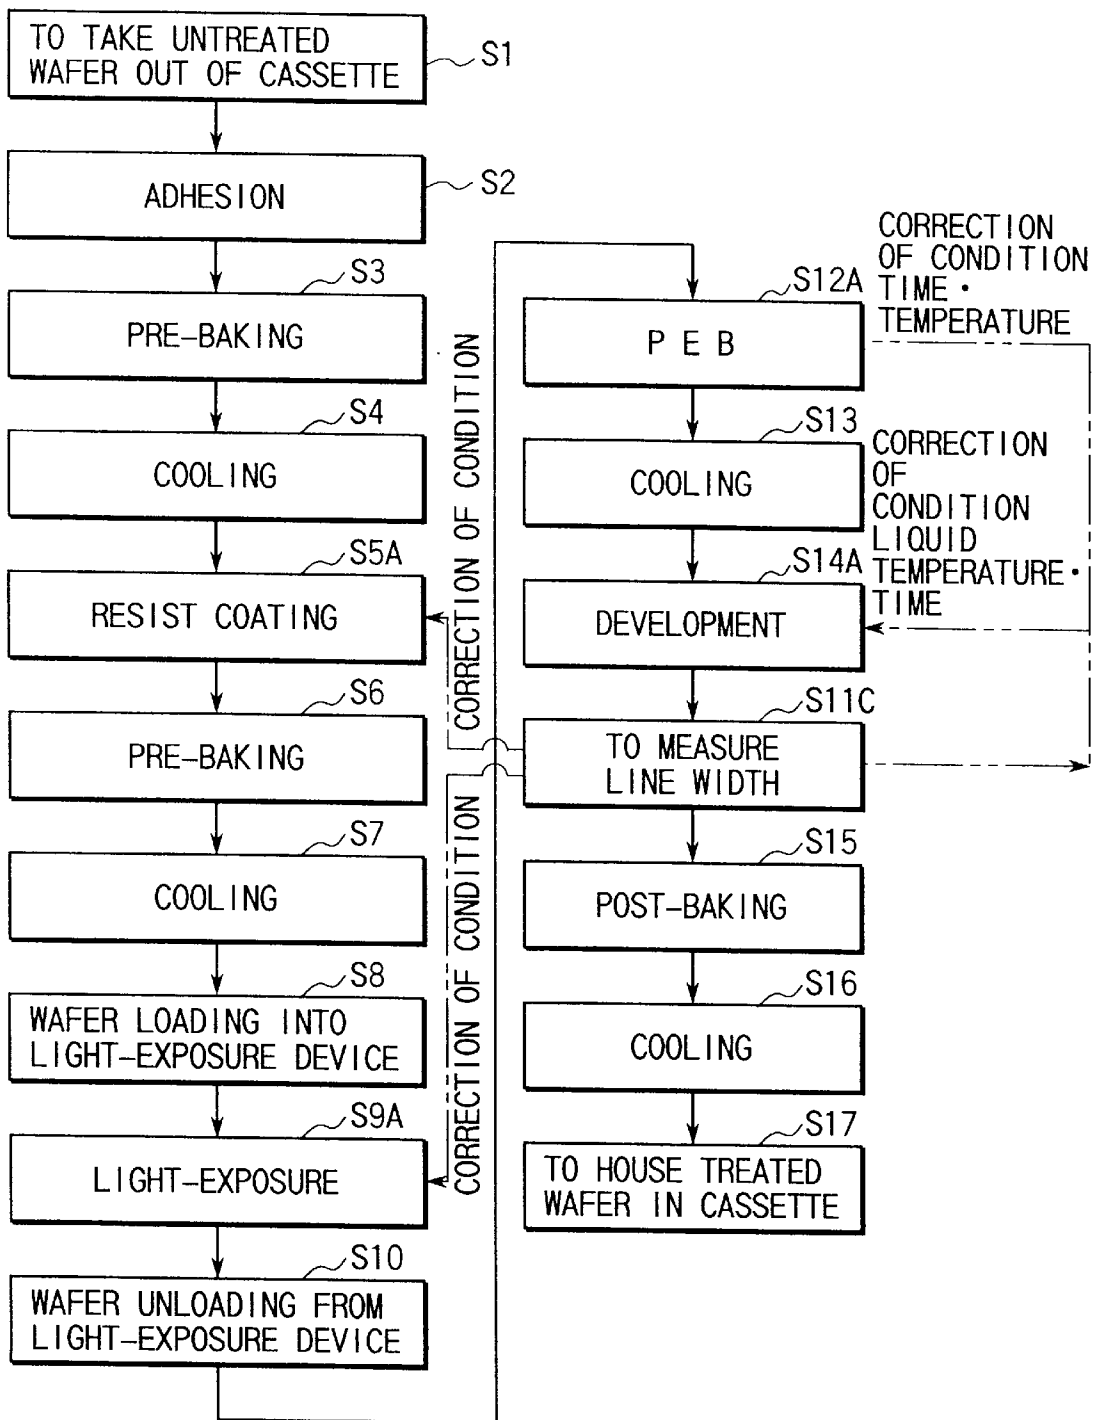 TO TAKE UNTREATED
WAFER OUT OF CASSETTE
S1
ADHESION
S2
S3
PRE-BAKING
S4
COOLING
S5A
RESIST COATING
S6
PRE-BAKING
S7
COOLING
S8
WAFER LOADING INTO
LIGHT-EXPOSURE DEVICE
S9A
LIGHT-EXPOSURE
S10
WAFER UNLOADING FROM
LIGHT-EXPOSURE DEVICE
CORRECTION OF CONDITION
CORRECTION OF CONDITION
S12A
P E B
CORRECTION
OF CONDITION
TIME・
TEMPERATURE
S13
COOLING
CORRECTION
OF
CONDITION
LIQUID
TEMPERATURE・
TIME
S14A
DEVELOPMENT
S11C
TO MEASURE
LINE WIDTH
S15
POST-BAKING
S16
COOLING
S17
TO HOUSE TREATED
WAFER IN CASSETTE